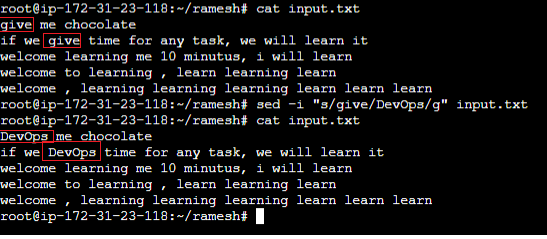 root@ip-172-31-23-118:~/ramesh# cat input.txt
give me chocolate
if we give time for any task, we will learn it
welcome learning me 10 minutus, i will learn
welcome to learning , learn learning learn
welcome , learning learning learning learn learn learn
root@ip-172-31-23-118:~/ramesh# sed -i "s/give/DevOps/g" input.txt
root@ip-172-31-23-118:~/ramesh# cat input.txt
DevOps me chocolate
if we DevOps time for any task, we will learn it
welcome learning me 10 minutus, i will learn
welcome to learning , learn learning learn
welcome , learning learning learning learn learn learn
root@ip-172-31-23-118:~/ramesh#